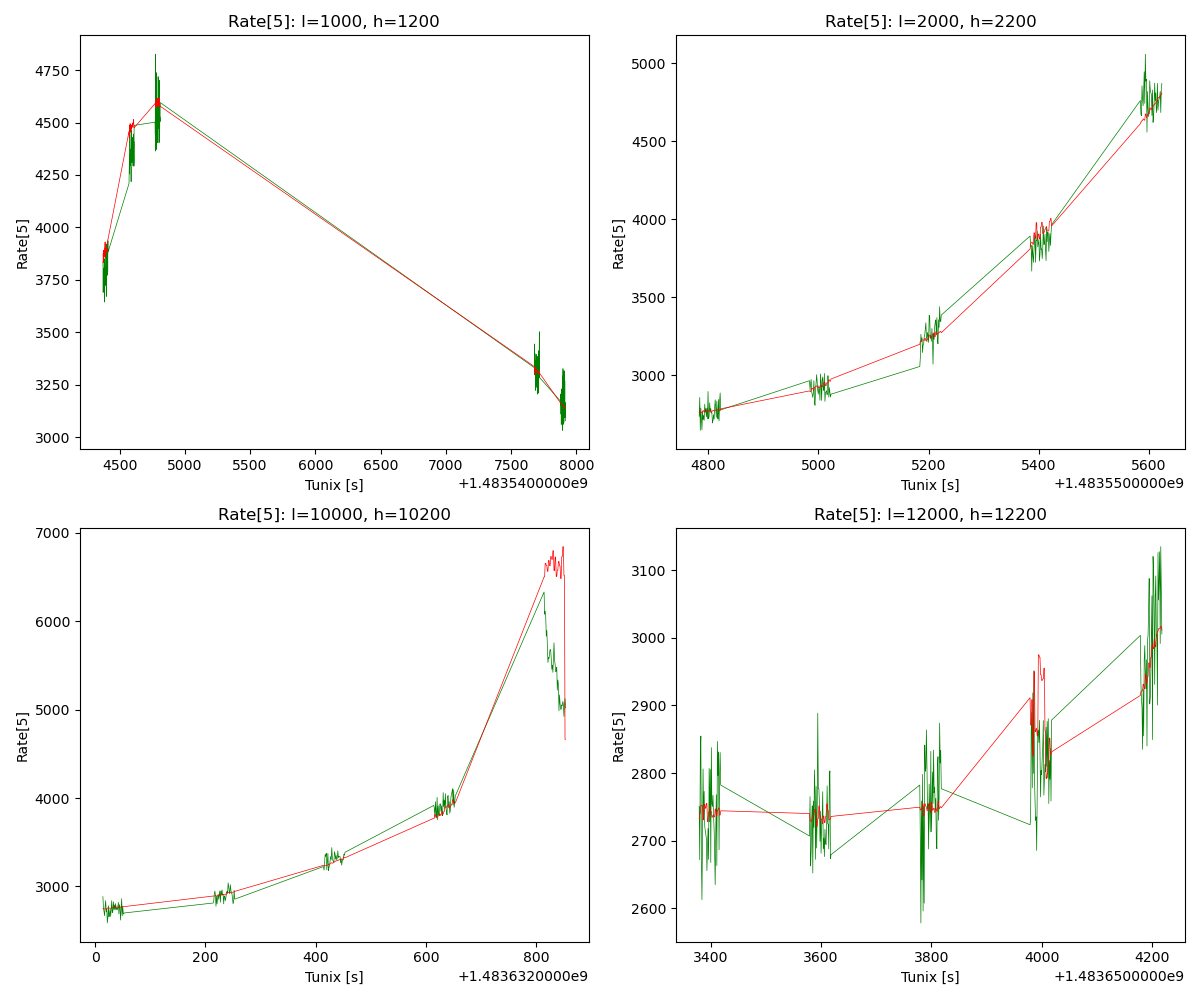 Rate[5]: l=1000, h=1200
Rate[5]
4750
4500
4250
4000
3750
3500
3250
3000
4500 5000 5500 6000 6500 7000 7500 8000
Tunix [s]
+1.4835400000e9
Rate[5]: l=2000, h=2200
Rate[5]
5000
4500
4000
3500
3000
4800 5000 5200 5400 5600
Tunix [s]
+1.4835500000e9
Rate[5]: l=10000, h=10200
Rate[5]
7000
6000
5000
4000
3000
0 200 400 600 800
Tunix [s]
+1.4836320000e9
Rate[5]: l=12000, h=12200
Rate[5]
3100
3000
2900
2800
2700
2600
3400 3600 3800 4000 4200
Tunix [s]
+1.4836500000e9